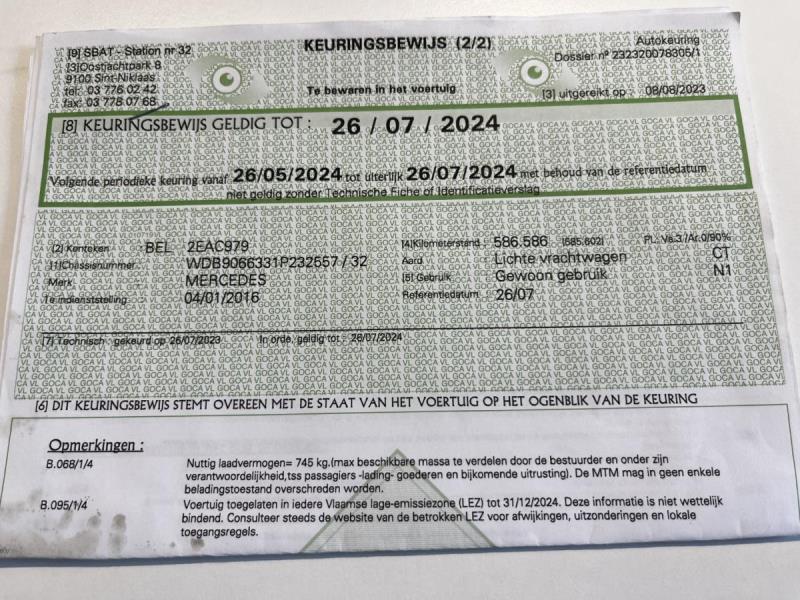 [9] SBAT - Station nr 32
[3]Oostjachtpark 8
9100 Sint-Niklaas
tel: 03 776 02 42
fax: 03 778 07 68
KEURINGSBEWIJS (2/2)
Te bewaren in het voertuig
Autokeuring
Dossier nº 232320078305/1
[3] uitgereikt op : 08/08/2023
[8] KEURINGSBEWIJS GELDIG TOT : 26 / 07 / 2024
Volgende periodieke keuring vanaf 26/05/2024 tot uiterlijk 26/07/2024 met behoud van de referentiedatum
niet geldig zonder Technische Fiche of Identificatieverslag
[2] Kenteken : BEL 2EAC979
[1]Chassisnummer : WDB9066331P232557 / 32
Merk : MERCEDES
1e indienststelling 04/01/2016
[4]Kilometerstand : 586.586 [585.602] PL: Va.3 /Ar.0/90%
Aard : Lichte vrachtwagen C1
[5] Gebruik : Gewoon gebruik N1
Referentiedatum : 26/07
[7] Technisch : gekeurd op 26/07/2023 In orde, geldig tot : 26/07/2024
[6] DIT KEURINGSBEWIJS STEMT OVEREEN MET DE STAAT VAN HET VOERTUIG OP HET OGENBLIK VAN DE KEURING
Opmerkingen :
B.068/1/4 Nuttig laadvermogen= 745 kg.(max beschikbare massa te verdelen door de bestuurder en onder zijn
verantwoordelijkheid,tss passagiers -lading- goederen en bijkomende uitrusting). De MTM mag in geen enkele
beladingstoestand overschreden worden.
B.095/1/4 Voertuig toegelaten in iedere Vlaamse lage-emissiezone (LEZ) tot 31/12/2024. Deze informatie is niet wettelijk
bindend. Consulteer steeds de website van de betrokken LEZ voor afwijkingen, uitzonderingen en lokale
toegangsregels.